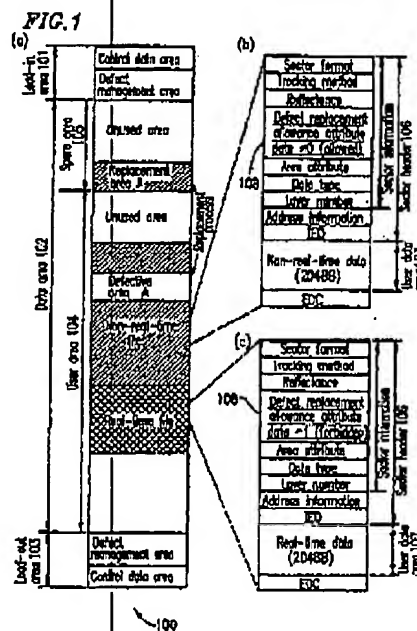 FIG.1
(a)
Lead-in area 101
Control data area
Defect management area
Data area 102
Spare area 105
Unused area
Replacement area B
Replacement process
User area 104
Unused area
Defective area A
Non-real-time file
Real-time file
Lead-out area 103
Defect management area
Control data area
100
(b)
Sector format
Tracking method
Reflectance
Defect replacement allowance attribute data =0 (allowed)
108
Area attribute
Data type
Layer number
Address information
IED
Non-real-time data (2048B)
EDC
Sector information
Sector header 106
User data
(c)
Sector format
Tracking method
Reflectance
Defect replacement allowance attribute data =1 (forbidden)
108
Area attribute
Data type
Layer number
Address information
IED
Real-time data (2048B)
EDC
Sector information
Sector header 106
User data area 107